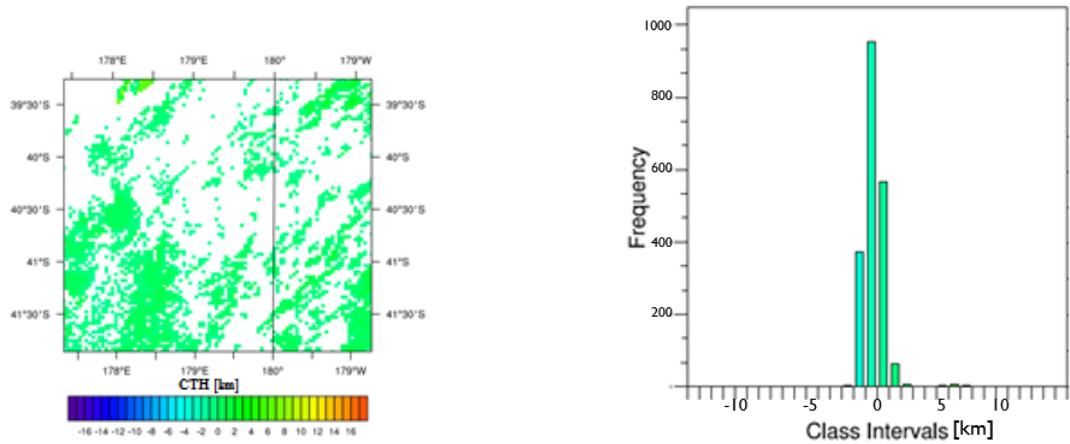 178°E 179°E 180° 179°W
39°30'S 39°30'S
40°S 40°S
40°30'S 40°30'S
41°S 41°S
41°30'S 41°30'S
178°E 179°E 180° 179°W
CTH [km]
-16 -14 -12 -10 -8 -6 -4 -2 0 2 4 6 8 10 12 14 16
1000
800
600
400
200
Frequency
-10 -5 0 5 10
Class Intervals [km]